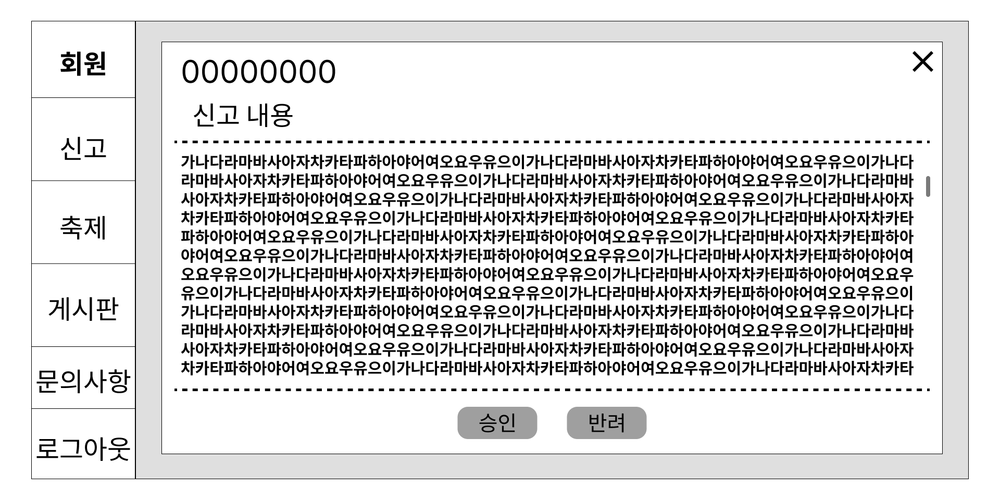 회원
신고
축제
게시판
문의사항
로그아웃
00000000
신고 내용
가나다라마바사아자차카타파하아야어여오요우유으이가나다라마바사아자차카타파하아야어여오요우유으이가나다
라마바사아자차카타파하아야어여오요우유으이가나다라마바사아자차카타파하아야어여오요우유으이가나다라마바
사아자차카타파하아야어여오요우유으이가나다라마바사아자차카타파하아야어여오요우유으이가나다라마바사아자
차카타파하아야어여오요우유으이가나다라마바사아자차카타파하아야어여오요우유으이가나다라마바사아자차카타
파하아야어여오요우유으이가나다라마바사아자차카타파하아야어여오요우유으이가나다라마바사아자차카타파하아
야어여오요우유으이가나다라마바사아자차카타파하아야어여오요우유으이가나다라마바사아자차카타파하아야어여
오요우유으이가나다라마바사아자차카타파하아야어여오요우유으이가나다라마바사아자차카타파하아야어여오요우
유으이가나다라마바사아자차카타파하아야어여오요우유으이가나다라마바사아자차카타파하아야어여오요우유으이
가나다라마바사아자차카타파하아야어여오요우유으이가나다라마바사아자차카타파하아야어여오요우유으이가나다
라마바사아자차카타파하아야어여오요우유으이가나다라마바사아자차카타파하아야어여오요우유으이가나다라마바
사아자차카타파하아야어여오요우유으이가나다라마바사아자차카타파하아야어여오요우유으이가나다라마바사아자
차카타파하아야어여오요우유으이가나다라마바사아자차카타파하아야어여오요우유으이가나다라마바사아자차카타
승인
반려